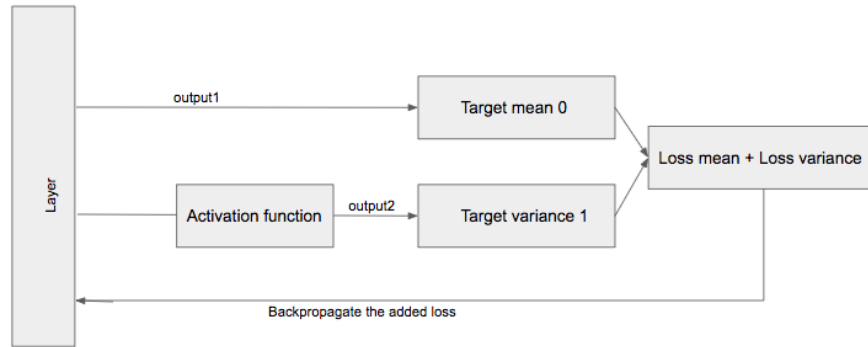 output1
Target mean 0
Loss mean + Loss variance
Layer
Activation function
output2
Target variance 1
Backpropagate the added loss